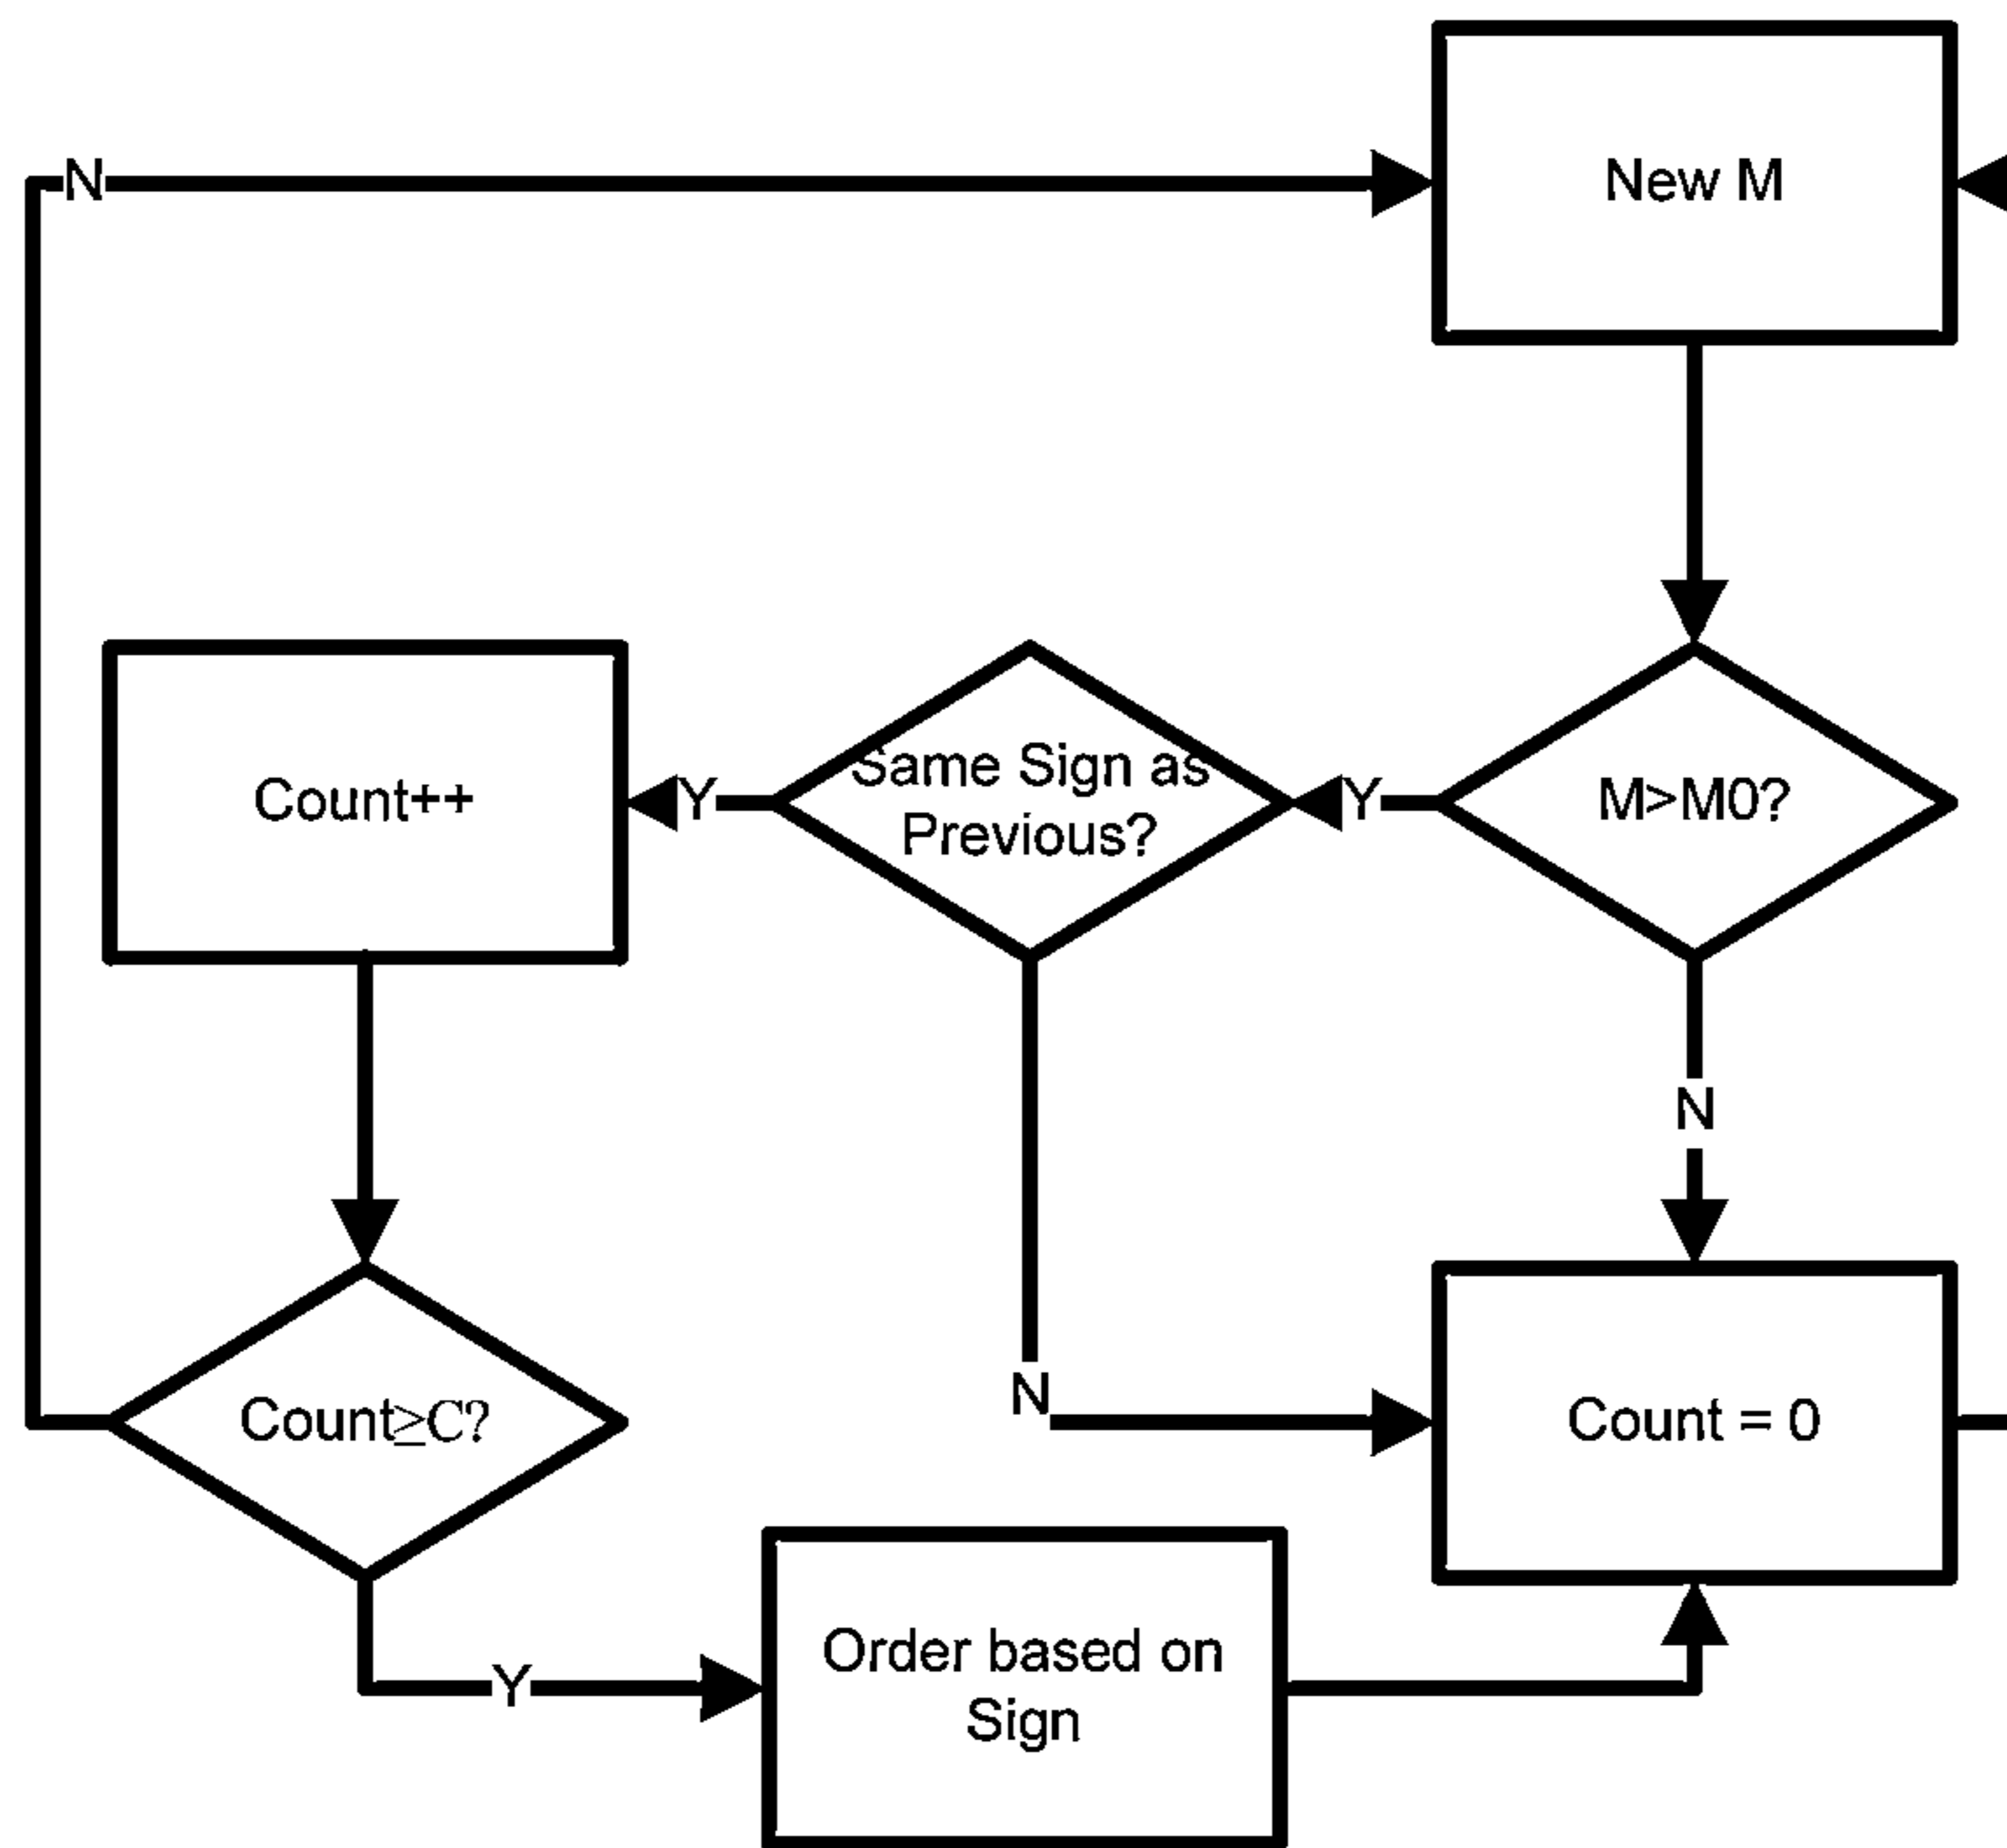 N
New M
Same Sign as
Previous?
Count++
Y
Y
M>M0?
N
N
Count≥C?
Count = 0
Order based on
Sign
Y